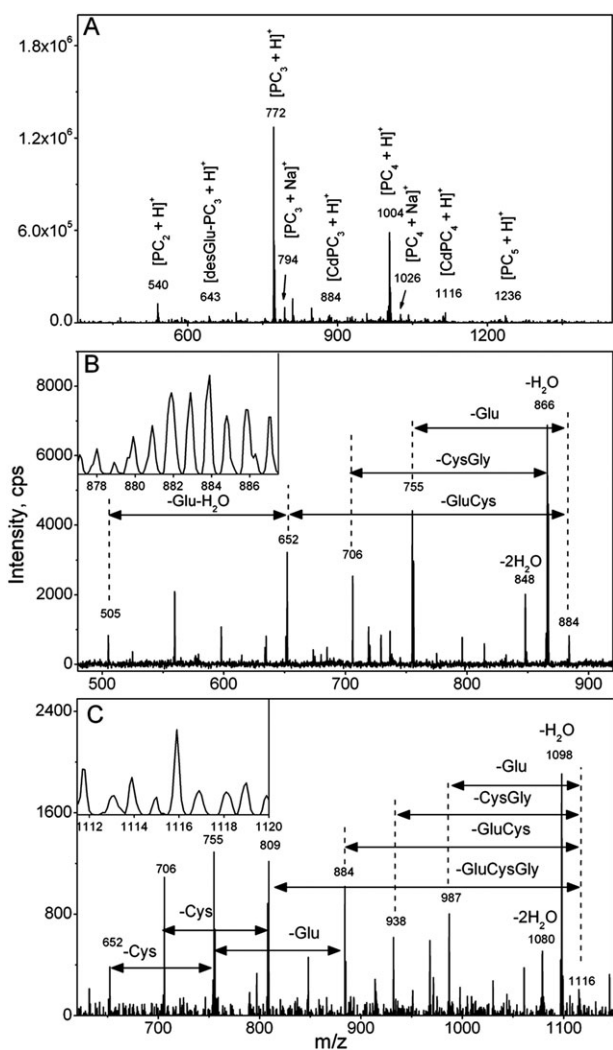 A
1.8x10⁶
1.2x10⁶
6.0x10⁵
0.0
[PC₂ + H]⁺
540
[desGlu-PC₃ + H]⁺
643
[PC₃ + H]⁺
772
[PC₃ + Na]⁺
794
[CdPC₃ + H]⁺
884
[PC₄ + H]⁺
1004
[PC₄ + Na]⁺
1026
[CdPC₄ + H]⁺
1116
[PC₅ + H]⁺
1236
600 900 1200
Intensity, cps
B
8000
6000
4000
2000
0
878 880 882 884 886
-H₂O
866
-Glu
-CysGly
755
-Glu-H₂O
-GluCys
652
706
-2H₂O
848
884
505
500 600 700 800 900
C
2400
1600
800
0
1112 1114 1116 1118 1120
-H₂O
1098
-Glu
-CysGly
-GluCys
-GluCysGly
755
809
706
884
987
938
-Cys
-2H₂O
1080
652
-Cys
-Glu
1116
700 800 900 1000 1100
m/z